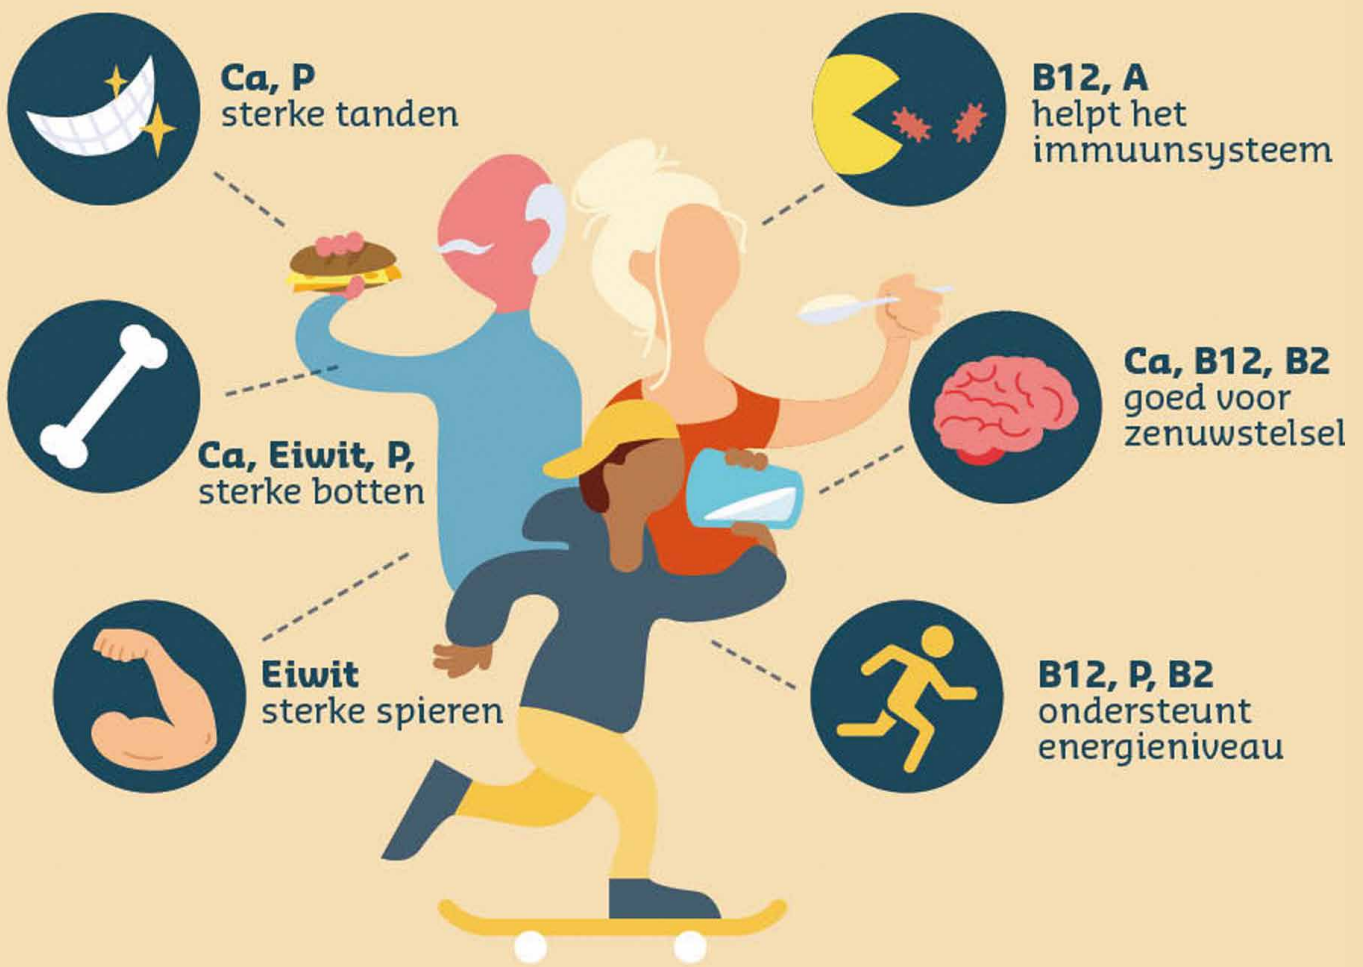 Ca, P
sterke tanden
B12, A
helpt het
immuunsysteem
Ca, Eiwit, P,
sterke botten
Ca, B12, B2
goed voor
zenuwstelsel
Eiwit
sterke spieren
B12, P, B2
ondersteunt
energieniveau